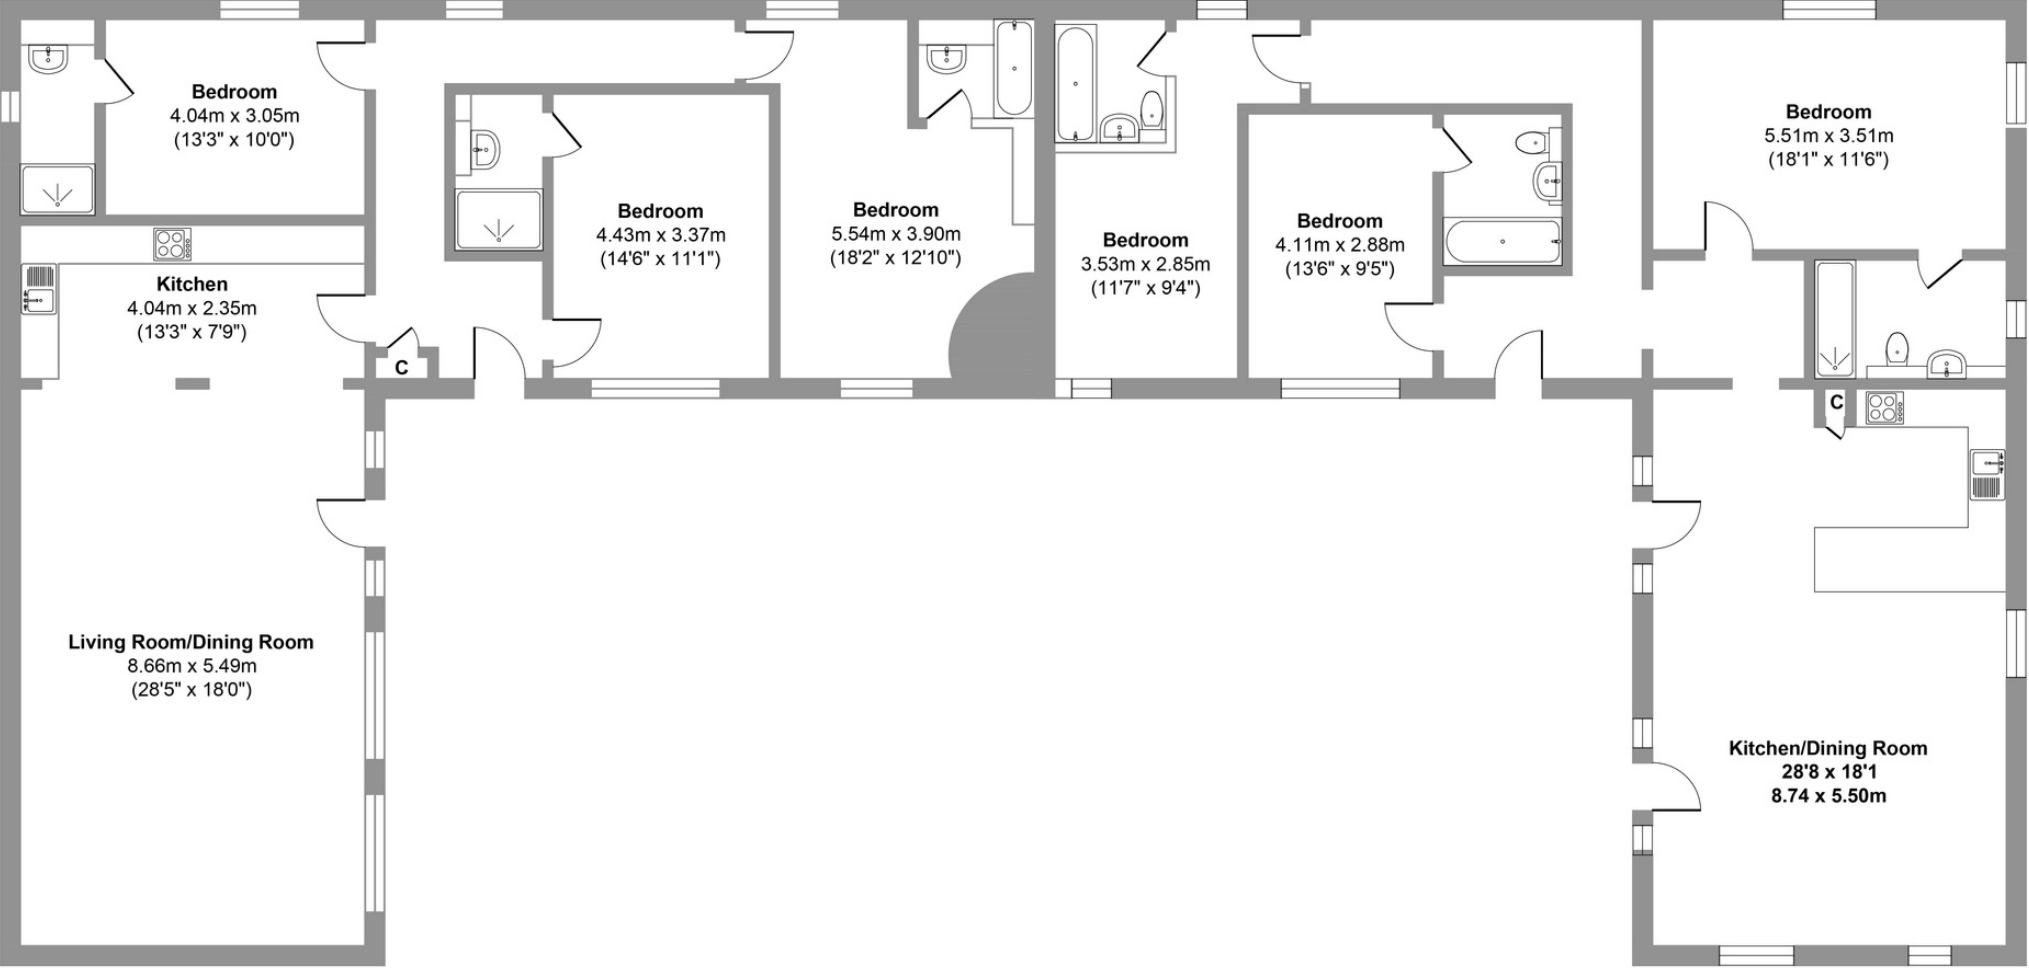 Bedroom
4.04m x 3.05m
(13'3" x 10'0")
Kitchen
4.04m x 2.35m
(13'3" x 7'9")
C
Bedroom
4.43m x 3.37m
(14'6" x 11'1")
Bedroom
5.54m x 3.90m
(18'2" x 12'10")
Bedroom
3.53m x 2.85m
(11'7" x 9'4")
Bedroom
4.11m x 2.88m
(13'6" x 9'5")
Bedroom
5.51m x 3.51m
(18'1" x 11'6")
C
Living Room/Dining Room
8.66m x 5.49m
(28'5" x 18'0")
Kitchen/Dining Room
28'8 x 18'1
8.74 x 5.50m